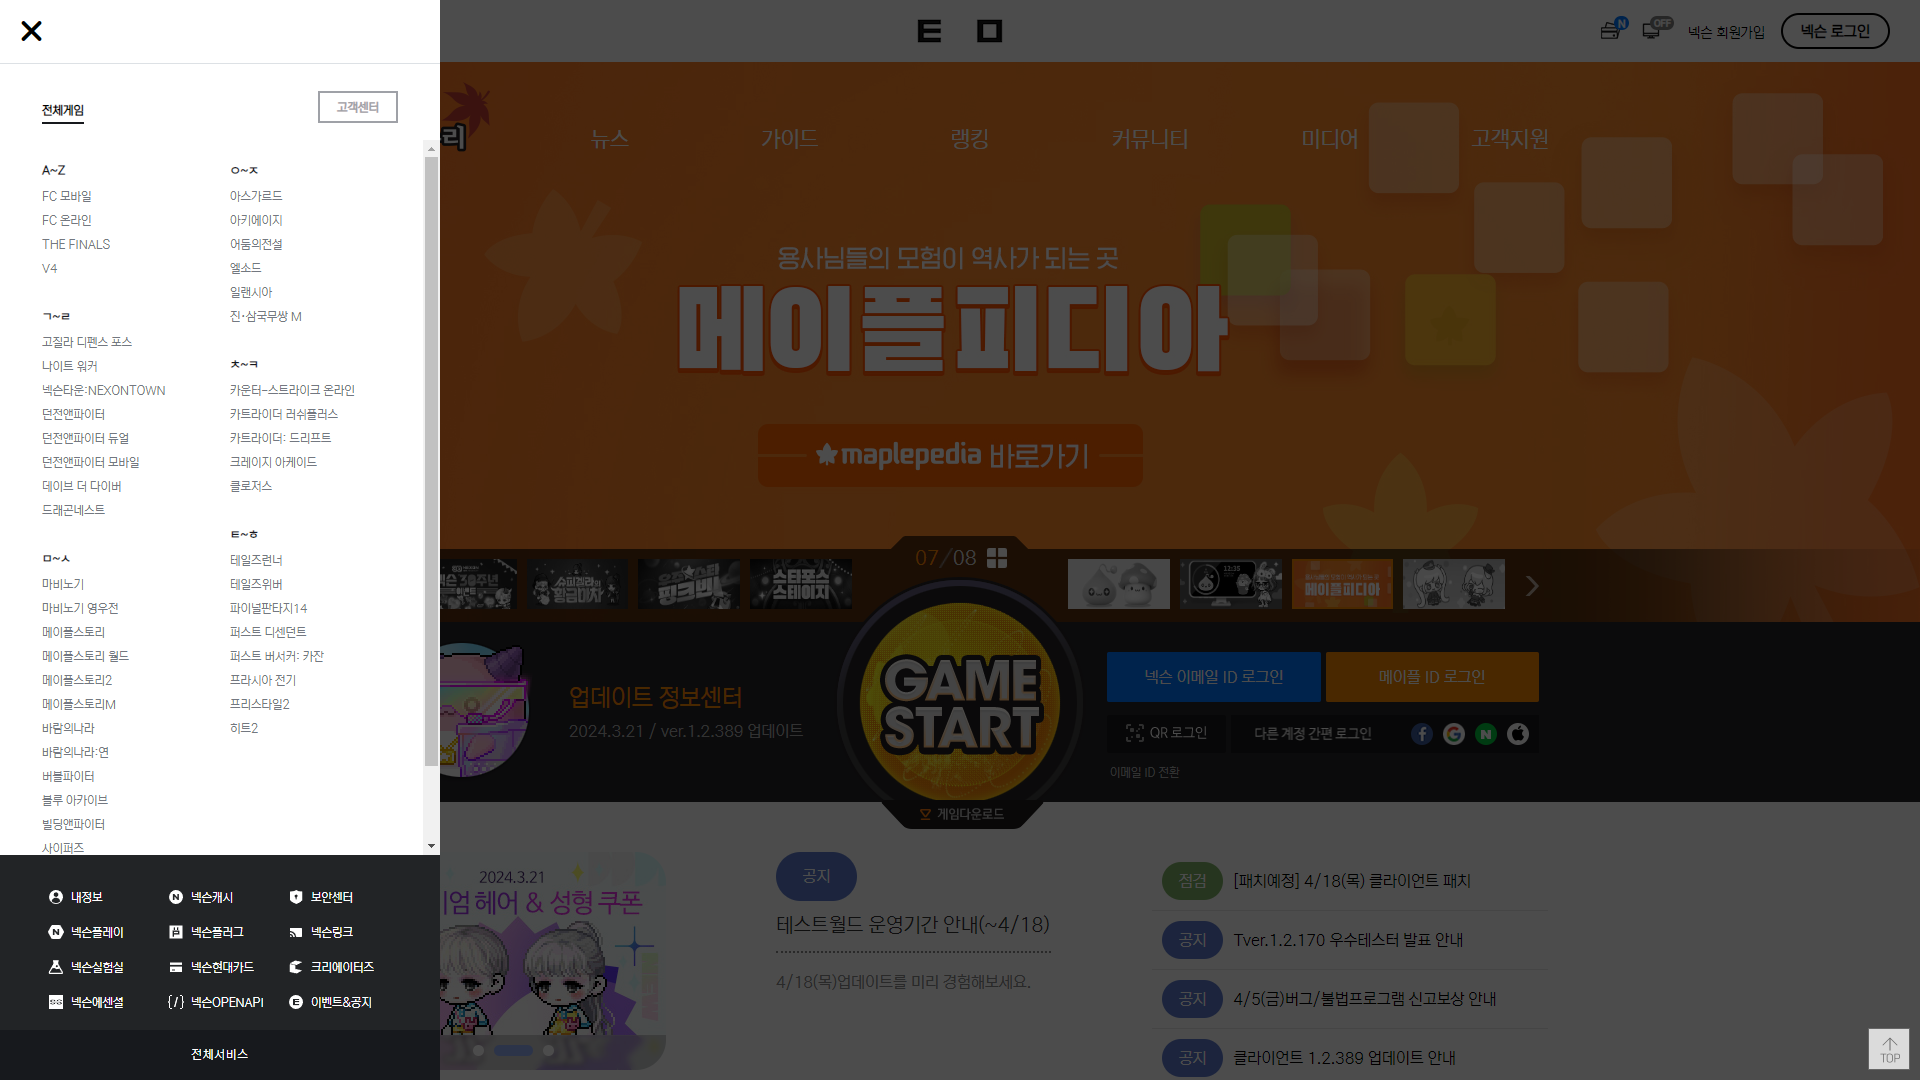 넥슨 회원가입
넥슨 로그인
N
OFF
전체게임
고객센터
A~Z
FC 모바일
FC 온라인
THE FINALS
V4
ㄱ~ㄹ
고질라 디펜스 포스
나이트 워커
넥슨타운:NEXONTOWN
던전앤파이터
던전앤파이터 듀얼
던전앤파이터 모바일
데이브 더 다이버
드래곤네스트
ㅁ~ㅅ
마비노기
마비노기 영웅전
메이플스토리
메이플스토리 월드
메이플스토리2
메이플스토리M
바람의나라
바람의나라:연
버블파이터
블루 아카이브
빌딩앤파이터
사이퍼즈
ㅇ~ㅈ
아스가르드
아키에이지
어둠의전설
엘소드
일랜시아
진·삼국무쌍 M
ㅊ~ㅋ
카운터-스트라이크 온라인
카트라이더 러쉬플러스
카트라이더: 드리프트
크레이지 아케이드
클로저스
ㅌ~ㅎ
테일즈런너
테일즈위버
파이널판타지14
퍼스트 디센던트
퍼스트 버서커: 카잔
프라시아 전기
프리스타일2
히트2
내정보
넥슨캐시
보안센터
넥슨플레이
넥슨플러그
넥슨링크
넥슨실험실
넥슨현대카드
크리에이터즈
넥슨에센셜
넥슨OPENAPI
이벤트&공지
전체서비스
리
뉴스
가이드
랭킹
커뮤니티
미디어
고객지원
용사님들의 모험이 역사가 되는 곳
메이플피디아
maplepedia 바로가기
07/08
슈피겔라의
황금마차
핑크빈
스타포스
스테이지
메이플피디아
업데이트 정보센터
2024.3.21 / ver.1.2.389 업데이트
GAME
START
게임다운로드
넥슨 이메일 ID 로그인
메이플 ID 로그인
QR 로그인
다른 계정 간편 로그인
이메일 ID 전환
2024.3.21
엄 헤어 & 성형 쿠폰
공지
테스트월드 운영기간 안내(~4/18)
4/18(목)업데이트를 미리 경험해보세요.
점검
[패치예정] 4/18(목) 클라이언트 패치
공지
Tver.1.2.170 우수테스터 발표 안내
공지
4/5(금)버그/불법프로그램 신고보상 안내
공지
클라이언트 1.2.389 업데이트 안내
TOP